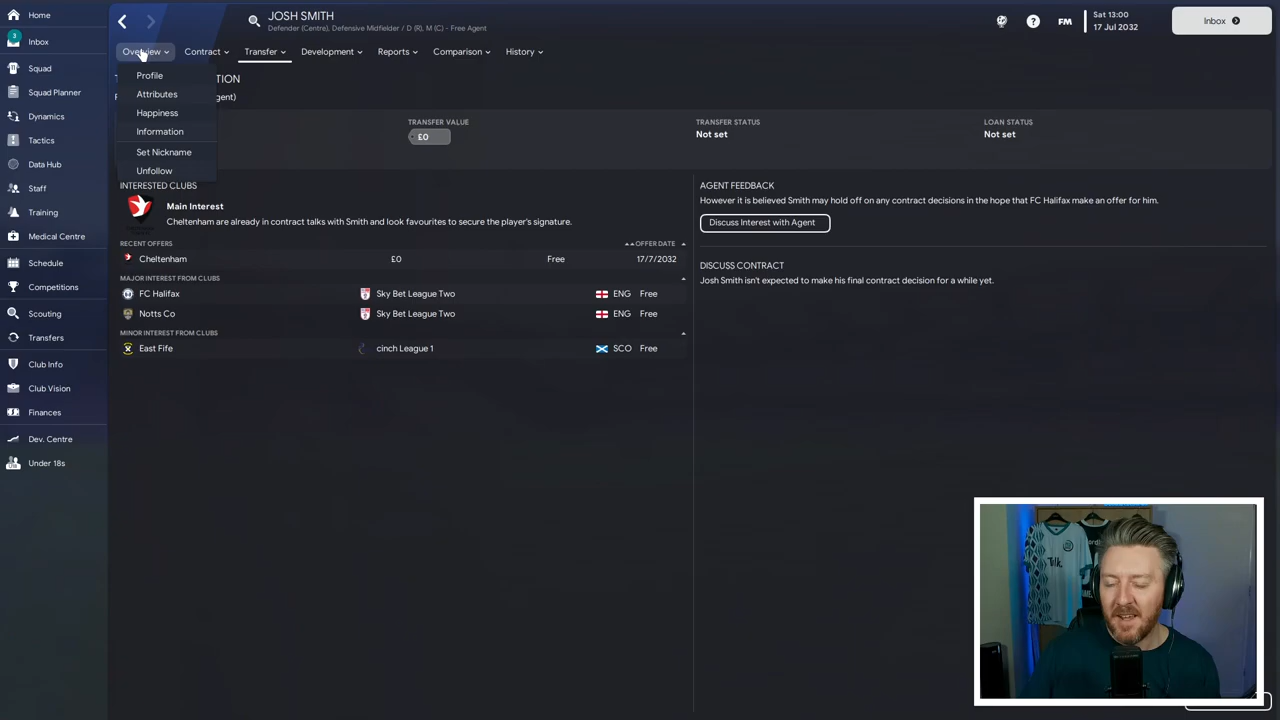 Home
3
Inbox
Squad
Squad Planner
Dynamics
Tactics
Data Hub
Staff
Training
Medical Centre
Schedule
Competitions
Scouting
Transfers
Club Info
Club Vision
Finances
Dev. Centre
U18
Under 18s
JOSH SMITH
Defender (Centra), Defensive Midfielder / D (R), M (C) - Free Agent
FM
Sat 13:00
17 Jul 2032
Inbox
Overview
Contract
Transfer
Development
Reports
Comparison
History
Profile
Attributes
Happiness
Information
Set Nickname
Unfollow
TRANSFER VALUE
£0
TRANSFER STATUS
Not set
LOAN STATUS
Not set
INTERESTED CLUBS
Main Interest
Cheltenham are already in contract talks with Smith and look favourites to secure the player's signature.
RECENT OFFERS OFFER DATE
Cheltenham £0 Free 17/7/2032
MAJOR INTEREST FROM CLUBS
FC Halifax Sky Bet League Two ENG Free
Notts Co Sky Bet League Two ENG Free
MINOR INTEREST FROM CLUBS
East Fife cinch League 1 SCO Free
AGENT FEEDBACK
However it is believed Smith may hold off on any contract decisions in the hope that FC Halifax make an offer for him.
Discuss Interest with Agent
DISCUSS CONTRACT
Josh Smith isn't expected to make his final contract decision for a while yet.
Talk.